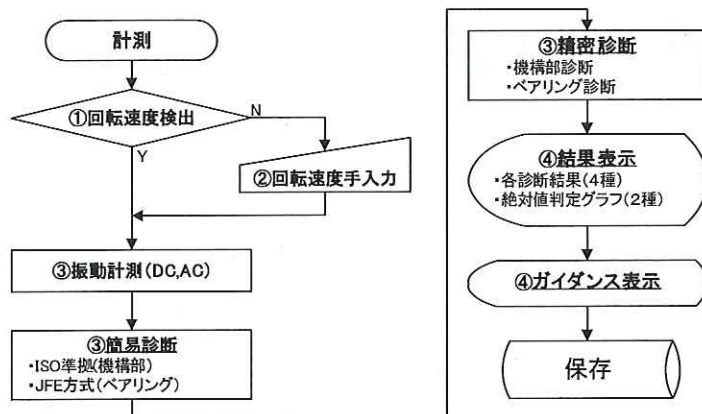 計測
①回転速度検出
N
Y
②回転速度手入力
③振動計測(DC,AC)
③簡易診断
・ISO準拠(機構部)
・JFE方式(ベアリング)
③精密診断
・機構部診断
・ベアリング診断
④結果表示
・各診断結果(4種)
・絶対値判定グラフ(2種)
④ガイダンス表示
保存